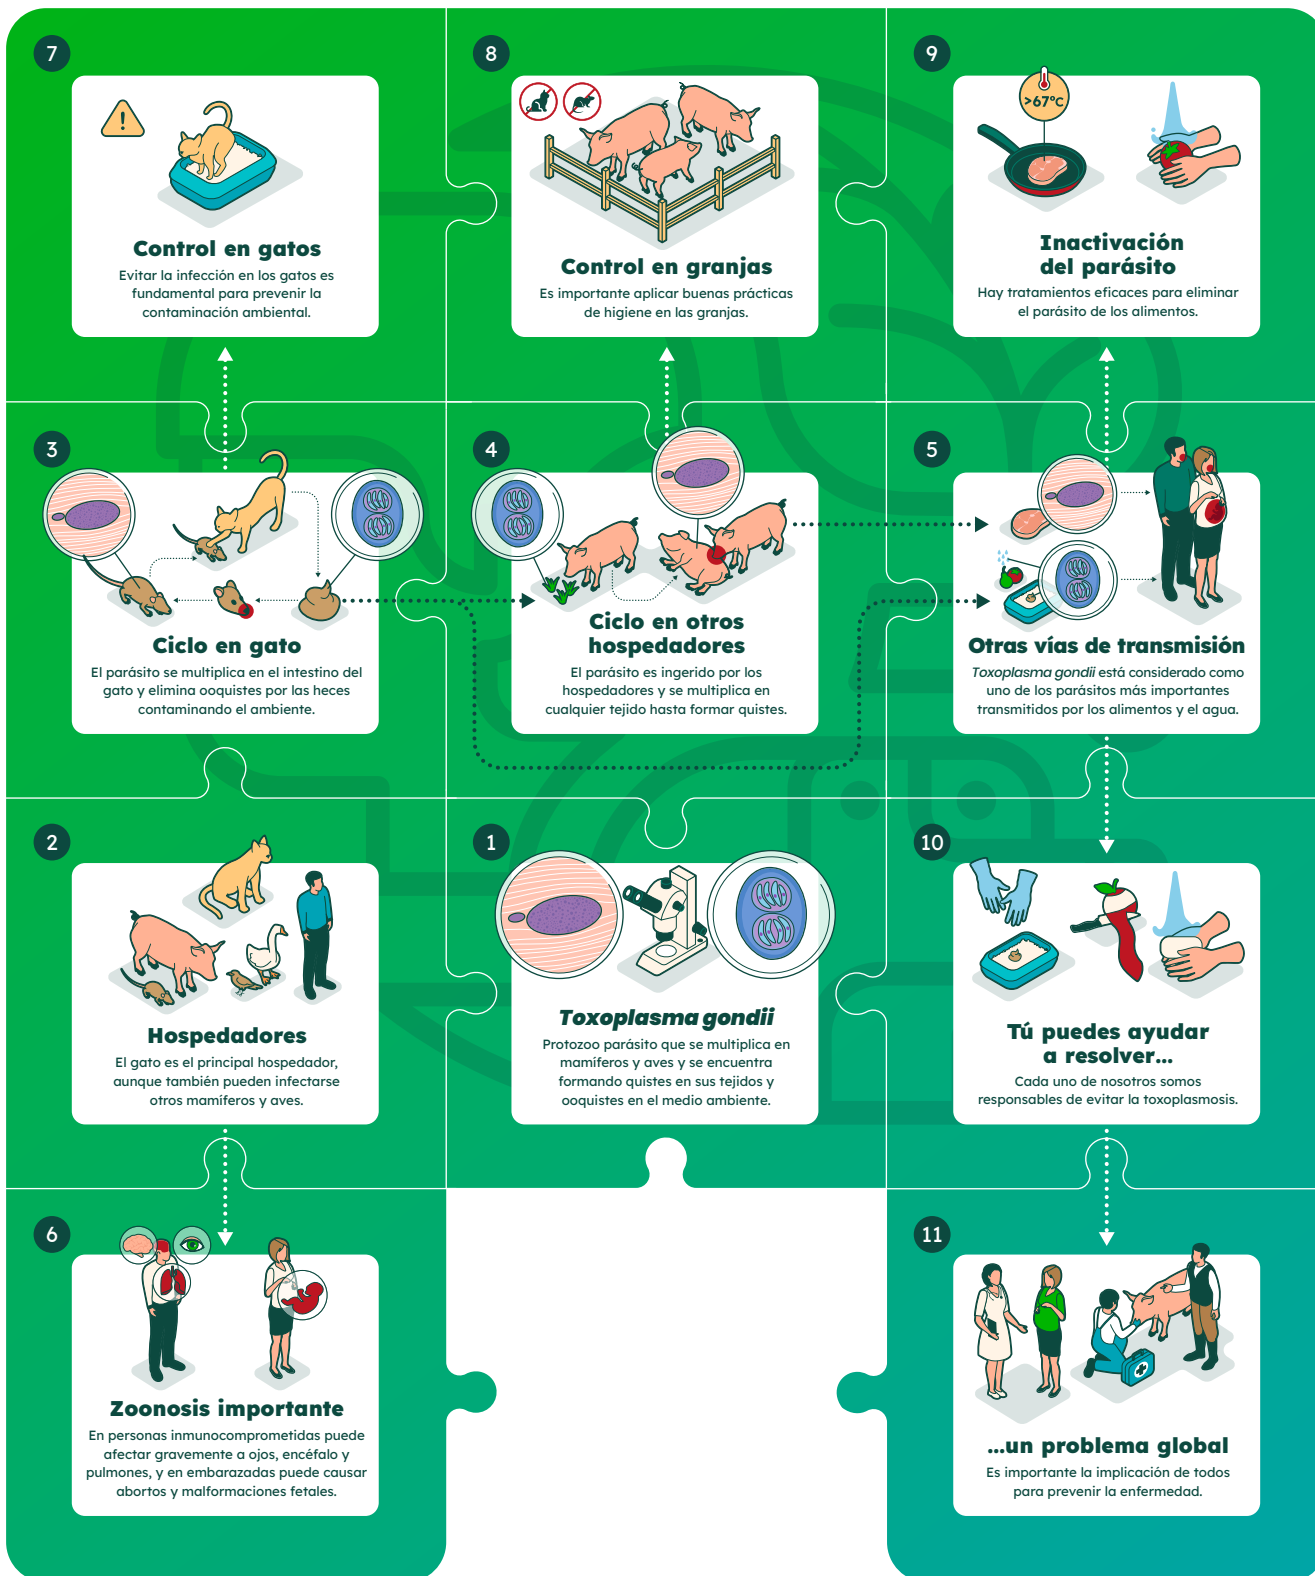 7
Control en gatos
Evitar la infección en los gatos es
fundamental para prevenir la
contaminación ambiental.
8
Control en granjas
Es importante aplicar buenas prácticas
de higiene en las granjas.
9
>67ºC
Inactivación
del parásito
Hay tratamientos eficaces para eliminar
el parásito de los alimentos.
3
Ciclo en gato
El parásito se multiplica en el intestino del
gato y elimina ooquistes por las heces
contaminando el ambiente.
4
Ciclo en otros
hospedadores
El parásito es ingerido por los
hospedadores y se multiplica en
cualquier tejido hasta formar quistes.
5
Otras vías de transmisión
Toxoplasma gondii está considerado como
uno de los parásitos más importantes
transmitidos por los alimentos y el agua.
2
Hospedadores
El gato es el principal hospedador,
aunque también pueden infectarse
otros mamíferos y aves.
1
Toxoplasma gondii
Protozoo parásito que se multiplica en
mamíferos y aves y se encuentra
formando quistes en sus tejidos y
ooquistes en el medio ambiente.
10
Tú puedes ayudar
a resolver...
Cada uno de nosotros somos
responsables de evitar la toxoplasmosis.
6
Zoonosis importante
En personas inmunocomprometidas puede
afectar gravemente a ojos, encéfalo y
pulmones, y en embarazadas puede causar
abortos y malformaciones fetales.
11
...un problema global
Es importante la implicación de todos
para prevenir la enfermedad.